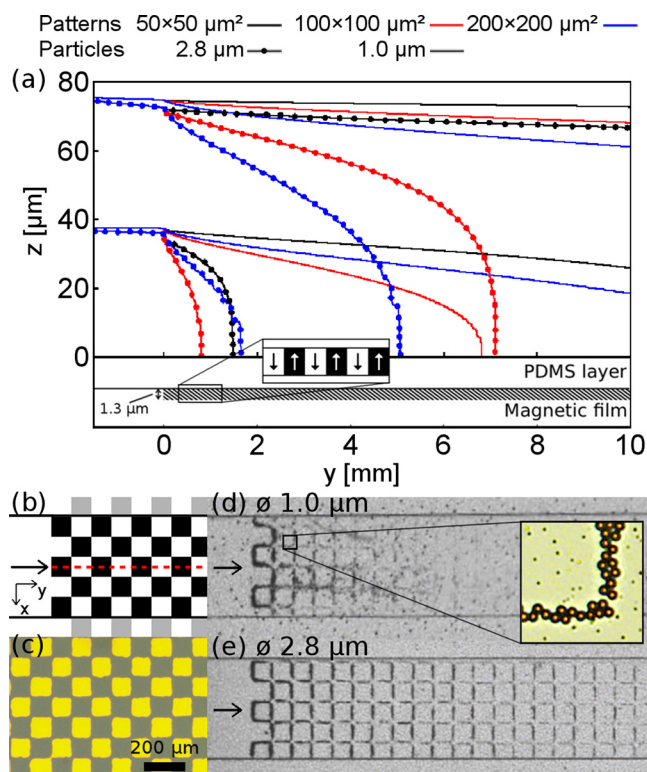 Patterns 50×50 µm² 100×100 µm² 200×200 µm²
Particles 2.8 µm 1.0 µm
(a)
80
60
40
20
0
z [µm]
PDMS layer
1.3 µm
Magnetic film
0 2 4 6 8 10
y [mm]
(b)
y
x
(c)
200 µm
(d) ø 1.0 µm
(e) ø 2.8 µm